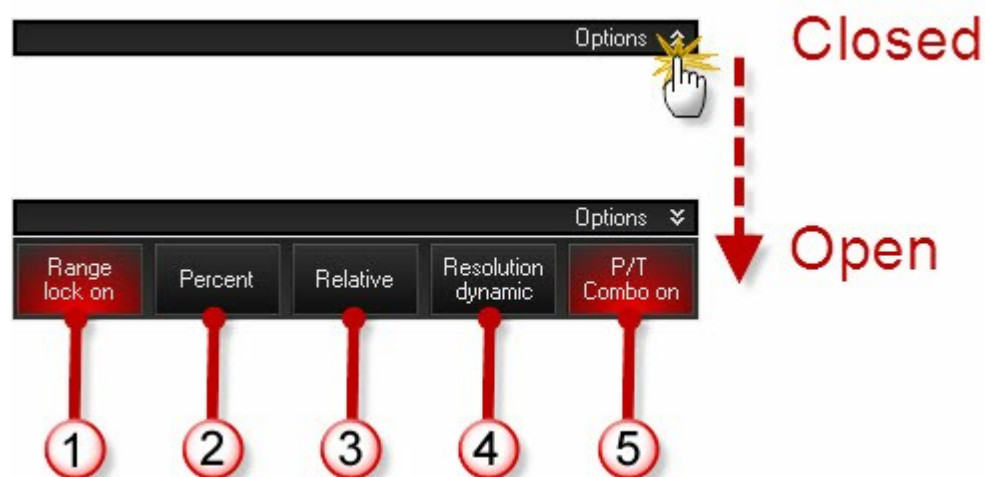 Options
Closed
Options
Open
Range
lock on
Percent
Relative
Resolution
dynamic
P/T
Combo on
1
2
3
4
5